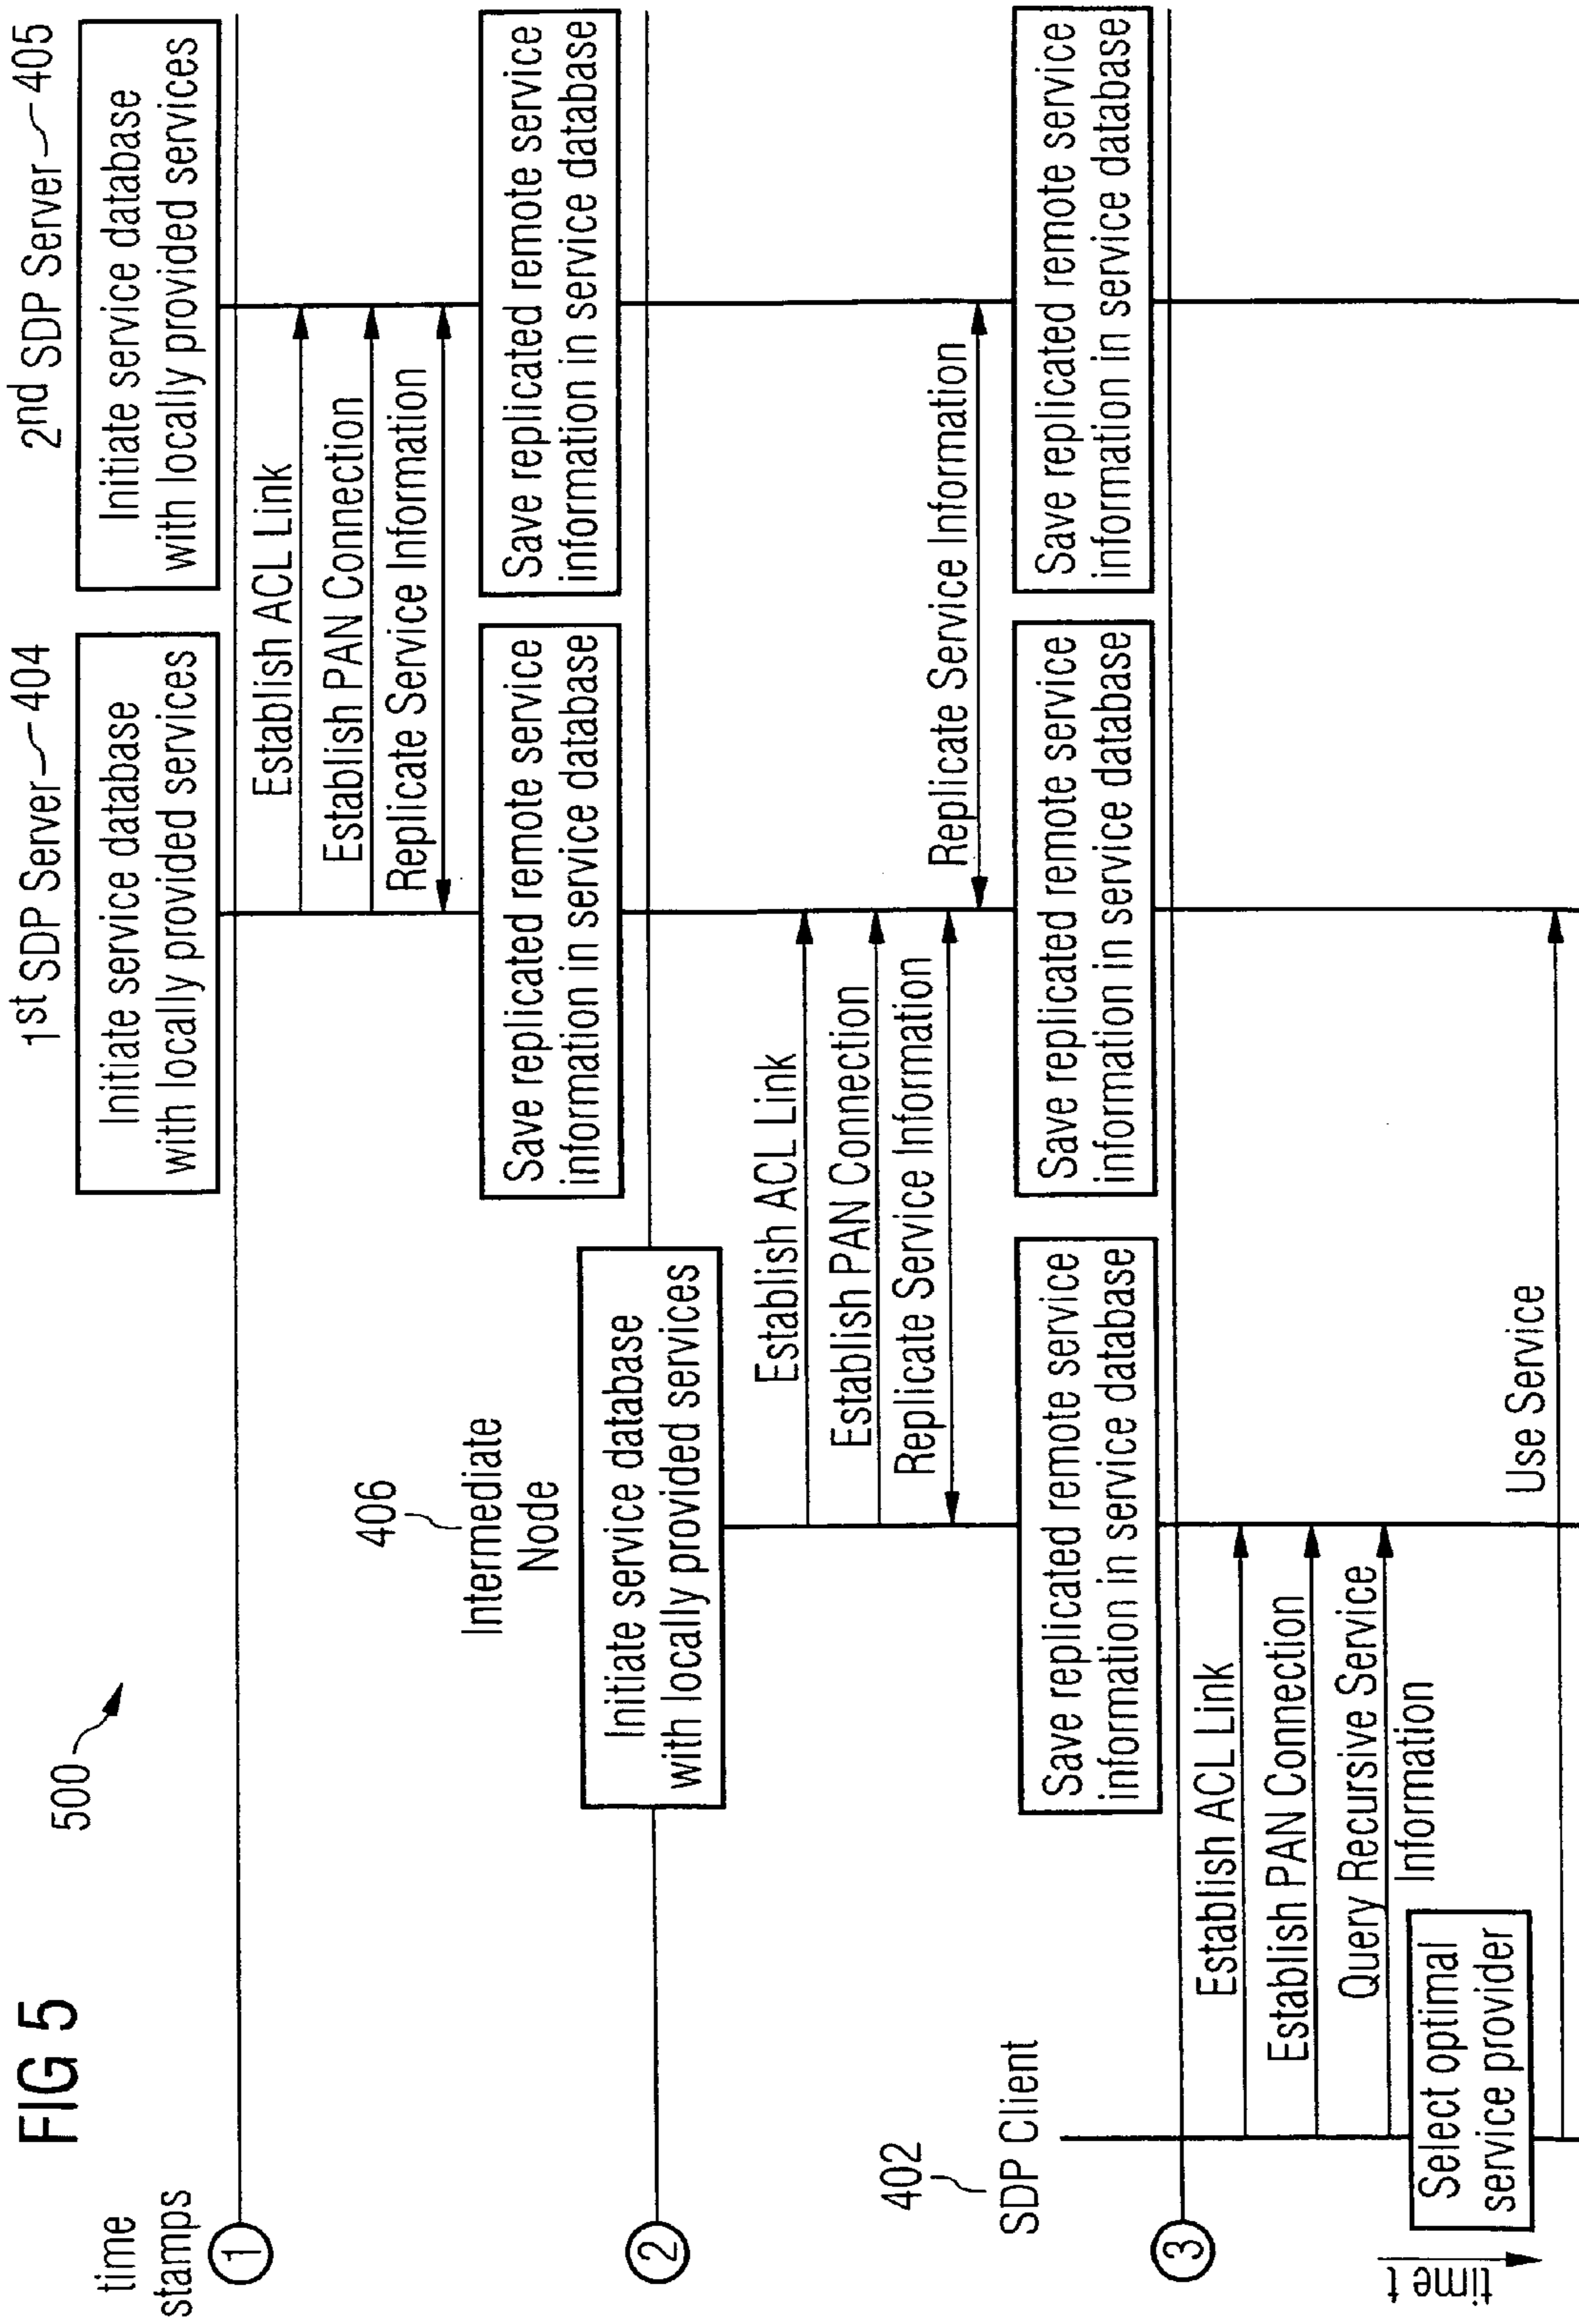 FIG 5
500
time
stamps
1
2
3
time t
1st SDP Server 404
2nd SDP Server 405
Initiate service database
with locally provided services
Initiate service database
with locally provided services
Establish ACL Link
Establish PAN Connection
Replicate Service Information
Save replicated remote service
information in service database
Save replicated remote service
information in service database
406
Intermediate
Node
Initiate service database
with locally provided services
Establish ACL Link
Establish PAN Connection
Replicate Service Information
Replicate Service Information
Save replicated remote service
information in service database
Save replicated remote service
information in service database
Save replicated remote service
information in service database
402
SDP Client
Establish ACL Link
Establish PAN Connection
Query Recursive Service
Information
Select optimal
service provider
Use Service